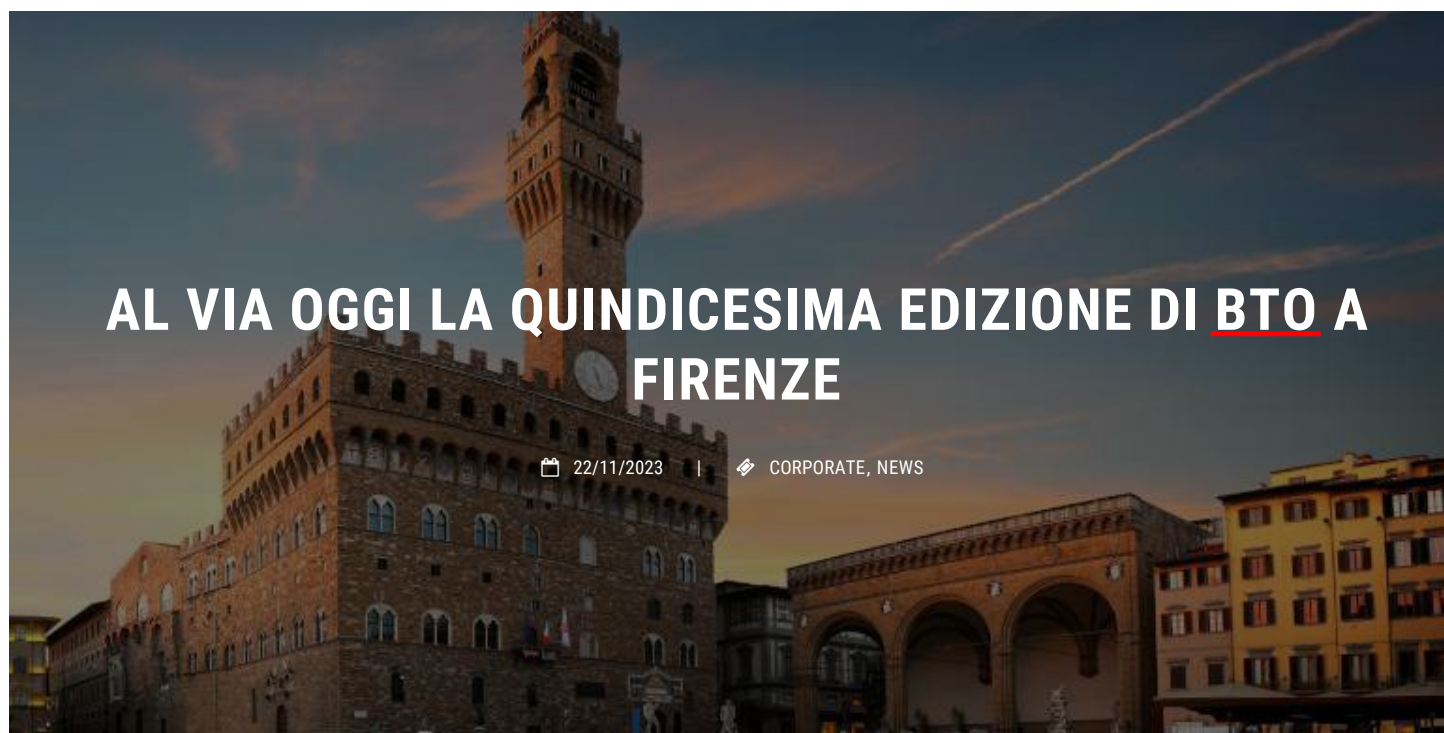 AL VIA OGGI LA QUINDICESIMA EDIZIONE DI BTO A
FIRENZE
22/11/2023 | CORPORATE, NEWS